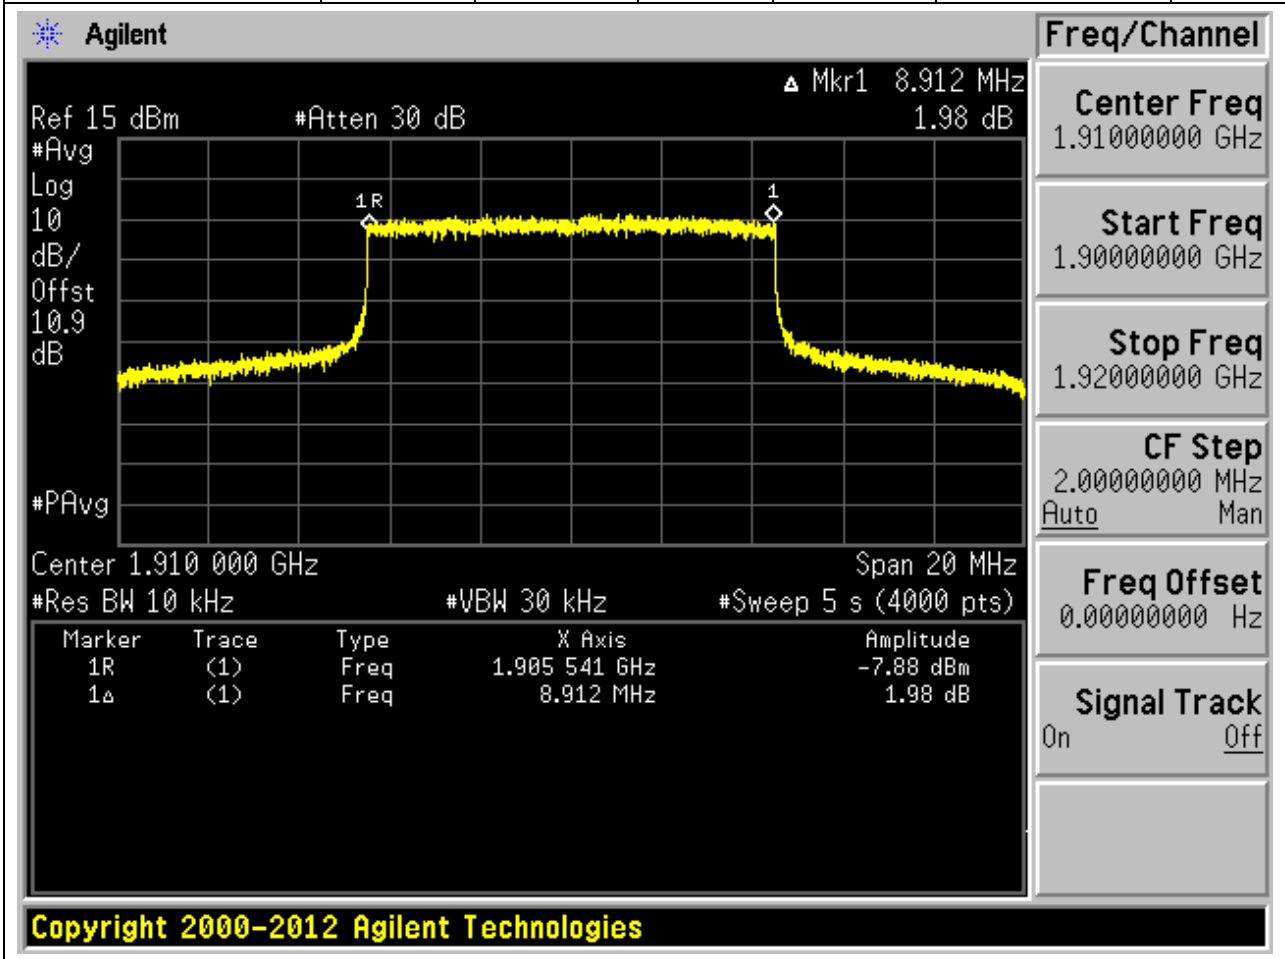 Agilent
Freq/Channel
▵ Mkr1 8.912 MHz
Ref 15 dBm #Atten 30 dB 1.98 dB
#Avg
Log
10
dB/
Offst
10.9
dB
1R
1
#PAvg
Center 1.910 000 GHz Span 20 MHz
#Res BW 10 kHz #VBW 30 kHz #Sweep 5 s (4000 pts)
Marker Trace Type X Axis Amplitude
1R (1) Freq 1.905 541 GHz -7.88 dBm
1▵ (1) Freq 8.912 MHz 1.98 dB
Center Freq
1.91000000 GHz
Start Freq
1.90000000 GHz
Stop Freq
1.92000000 GHz
CF Step
2.00000000 MHz
Auto Man
Freq Offset
0.00000000 Hz
Signal Track
On Off
Copyright 2000-2012 Agilent Technologies